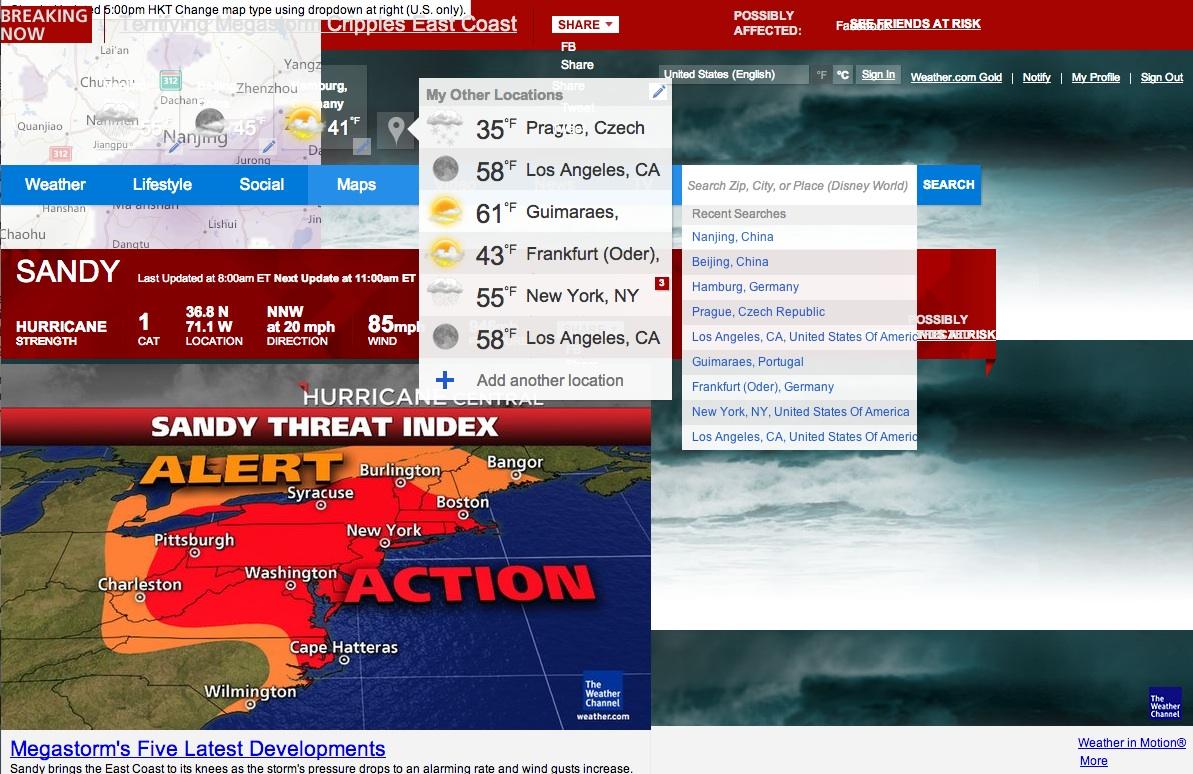 5:00pm HKT Change map type using dropdown at right (U.S. only).
BREAKING
NOW
Terrifying Megastorm Cripples East Coast
SHARE
POSSIBLY
AFFECTED:
SEE FRIENDS AT RISK
FB
Share
Share
Tweet
United States (English)
°F
°C
Sign In
Weather.com Gold | Notify | My Profile | Sign Out
Lai'an
Yangz
312
Zhenzhou
Dachan
Quanjiao
Jiangpu
Nanjing
312
Jurong
45°F
41°F
My Other Locations
35°F Prague, Czech
58°F Los Angeles, CA
61°F Guimaraes,
43°F Frankfurt (Oder),
55°F New York, NY
3
58°F Los Angeles, CA
Add another location
Weather
Lifestyle
Social
Maps
Search Zip, City, or Place (Disney World)
SEARCH
Recent Searches
Nanjing, China
Beijing, China
Hamburg, Germany
Prague, Czech Republic
Los Angeles, CA, United States Of Americ
Guimaraes, Portugal
Frankfurt (Oder), Germany
New York, NY, United States Of America
Los Angeles, CA, United States Of Americ
Hanshan
Ma'anshan
Lishui
Jin
Chaohu
Dangtu
SANDY
Last Updated at 8:00am ET Next Update at 11:00am ET
HURRICANE
STRENGTH
1
CAT
36.8 N
71.1 W
LOCATION
NNW
at 20 mph
DIRECTION
85mph
WIND
POSSIBLY
HURRICANE CENTRAL
SANDY THREAT INDEX
ALERT
Burlington
Bangor
Syracuse
Boston
New York
Pittsburgh
Washington
ACTION
Charleston
Cape Hatteras
Wilmington
The
Weather
Channel
weather.com
The
Weather
Channel
Megastorm's Five Latest Developments
Sandy brings the East Coast to its knees as the storm's pressure drops to an alarming rate and wind gusts increase.
Weather in Motion®
More